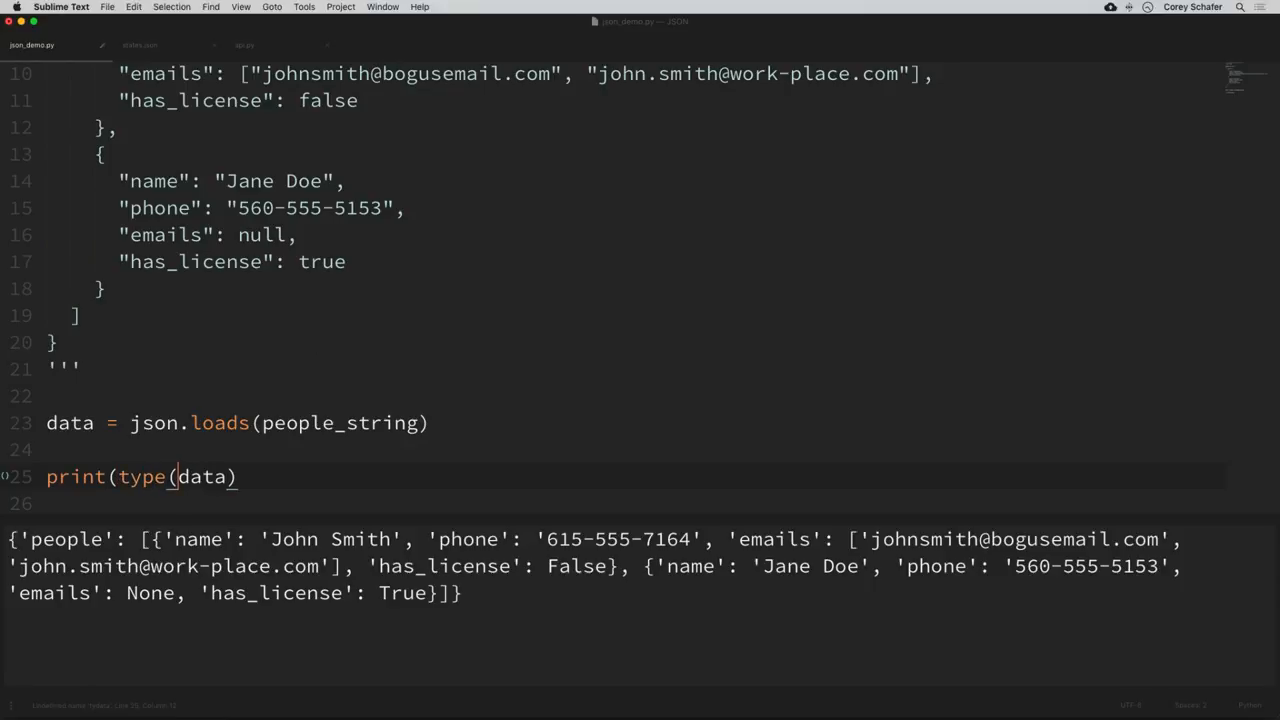 Sublime Text File Edit Selection Find View Goto Tools Project Window Help Corey Schafer
json_demo.py — JSON
json_demo.py states.json api.py
10 "emails": ["johnsmith@bogusemail.com", "john.smith@work-place.com"],
11 "has_license": false
12 },
13 {
14 "name": "Jane Doe",
15 "phone": "560-555-5153",
16 "emails": null,
17 "has_license": true
18 }
19 ]
20 }
21 '''
22
23 data = json.loads(people_string)
24
25 print(type(data)
26
{'people': [{'name': 'John Smith', 'phone': '615-555-7164', 'emails': ['johnsmith@bogusemail.com',
'john.smith@work-place.com'], 'has_license': False}, {'name': 'Jane Doe', 'phone': '560-555-5153',
'emails': None, 'has_license': True}]}
UTF-8 Spaces: 2 Python